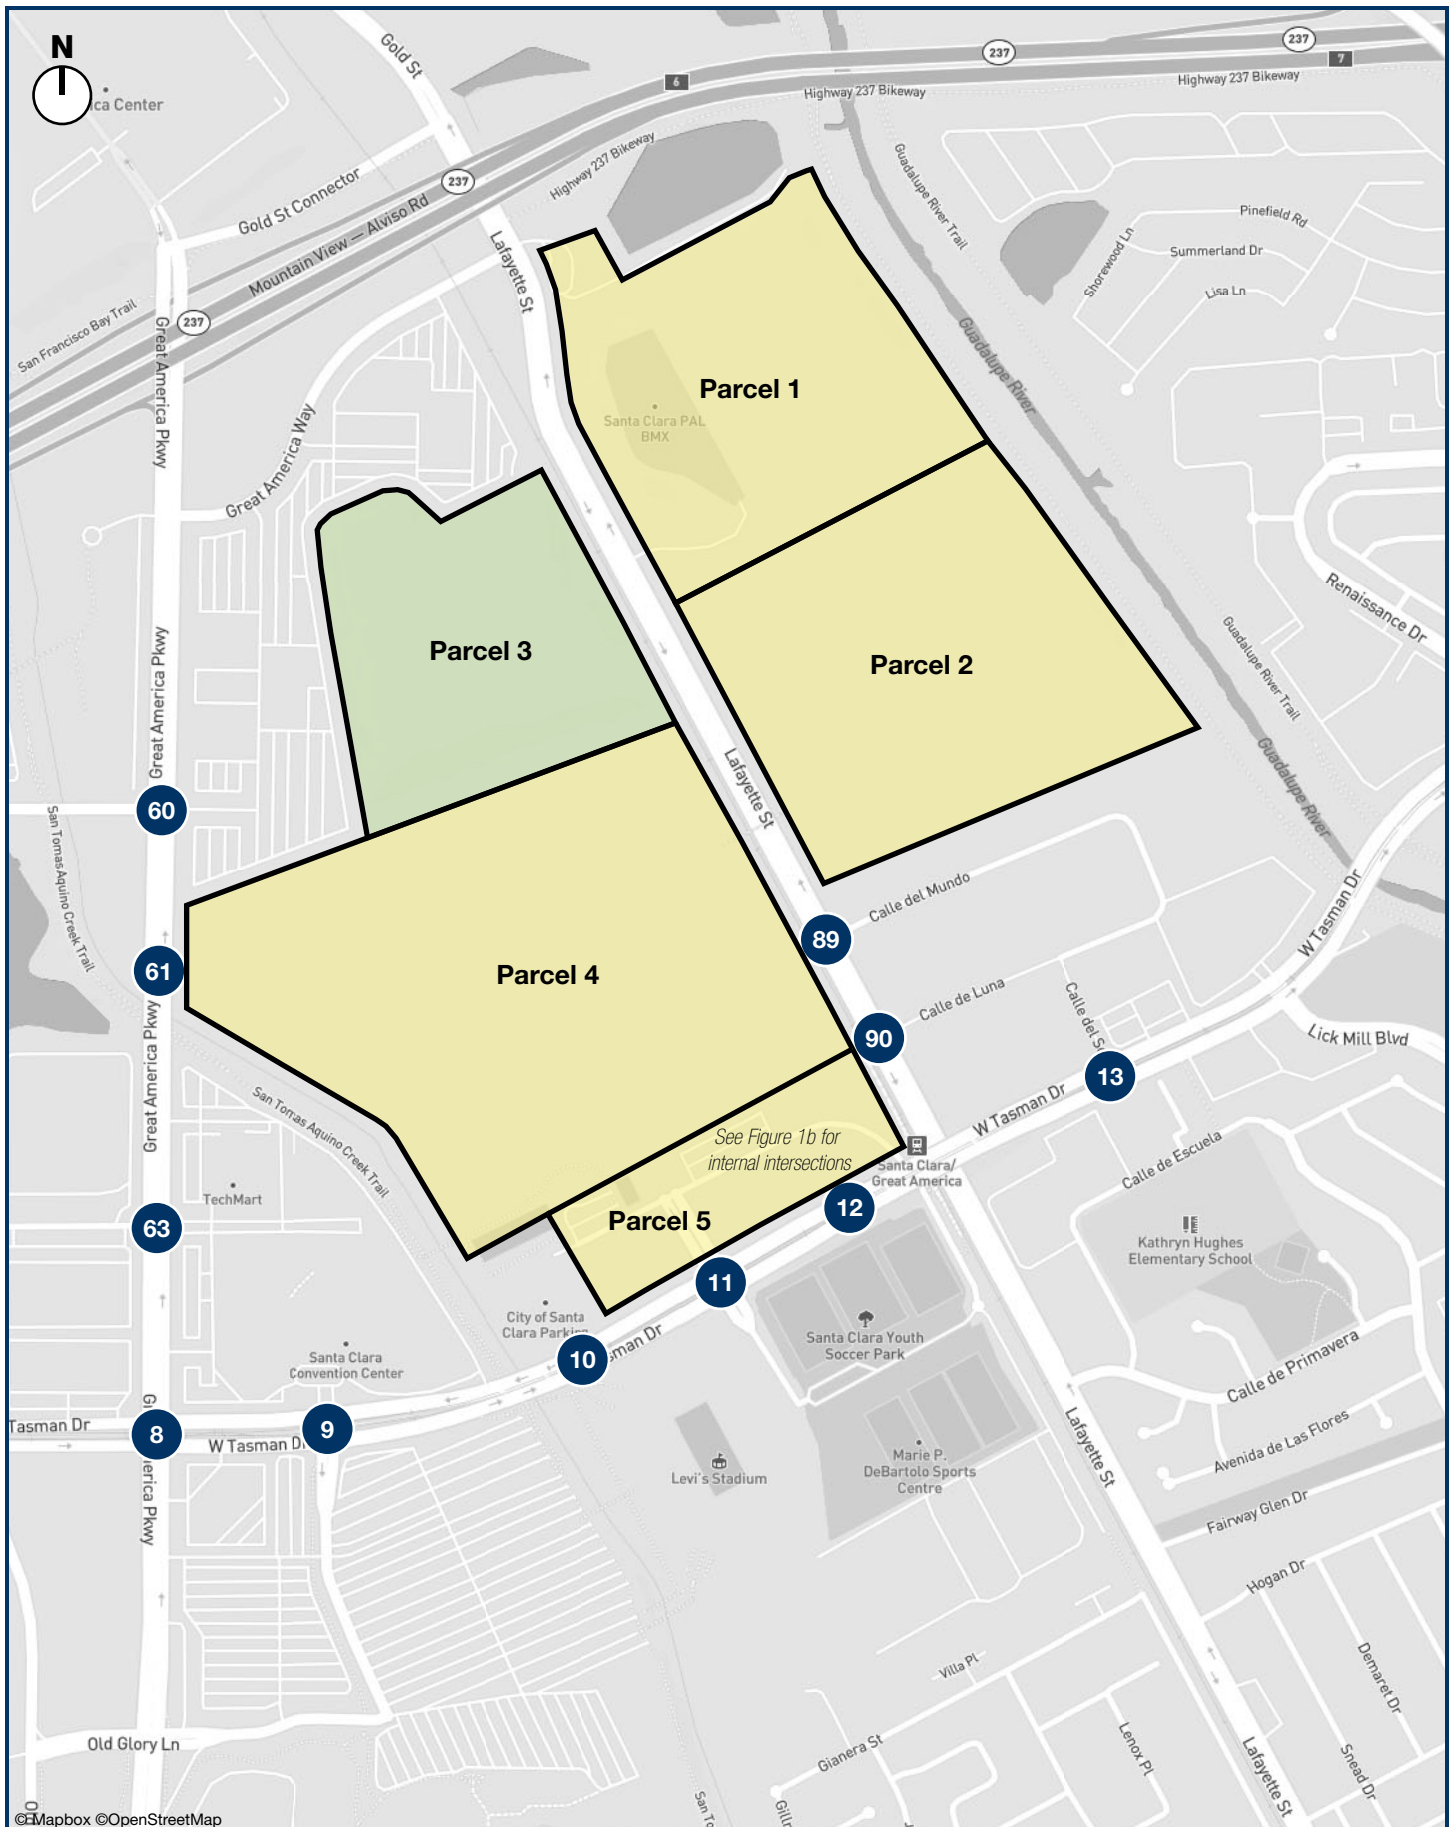 N
ica Center
Gold St
237
237
6
7
Highway 237 Bikeway
Highway 237 Bikeway
Highway 237 Bikeway
Gold St Connector
237
Mountain View — Alviso Rd
237
San Francisco Bay Trail
Great America Pkwy
Lafayette St
Guadalupe River Trail
Pinefield Rd
Summerland Dr
Lisa Ln
Shorewood Ln
Guadalupe River
Parcel 1
Santa Clara PAL
BMX
Great America Way
Parcel 3
Parcel 2
Renaissance Dr
Guadalupe River Trail
Guadalupe River
Great America Pkwy
Lafayette St
60
San Tomas Aquino Creek Trail
61
Parcel 4
89
Calle del Mundo
W Tasman Dr
90
Calle de Luna
Lick Mill Blvd
13
Great America Pkwy
San Tomas Aquino Creek Trail
W Tasman Dr
See Figure 1b for
internal intersections
Santa Clara/
Great America
Calle de Escuela
TechMart
63
Parcel 5
12
Kathryn Hughes
Elementary School
11
City of Santa
Clara Parking
10
Santa Clara Youth
Soccer Park
Santa Clara
Convention Center
Calle de Primavera
Tasman Dr
8
W Tasman Dr
9
Lafayette St
Avenida de Las Flores
Levi's Stadium
Marie P.
DeBartolo Sports
Centre
erica Pkwy
Fairway Glen Dr
Hogan Dr
Villa Pl
Demaret Dr
Old Glory Ln
Gianera St
Lenox Pl
Lafayette St
Snead Dr
San To
© Mapbox ©OpenStreetMap